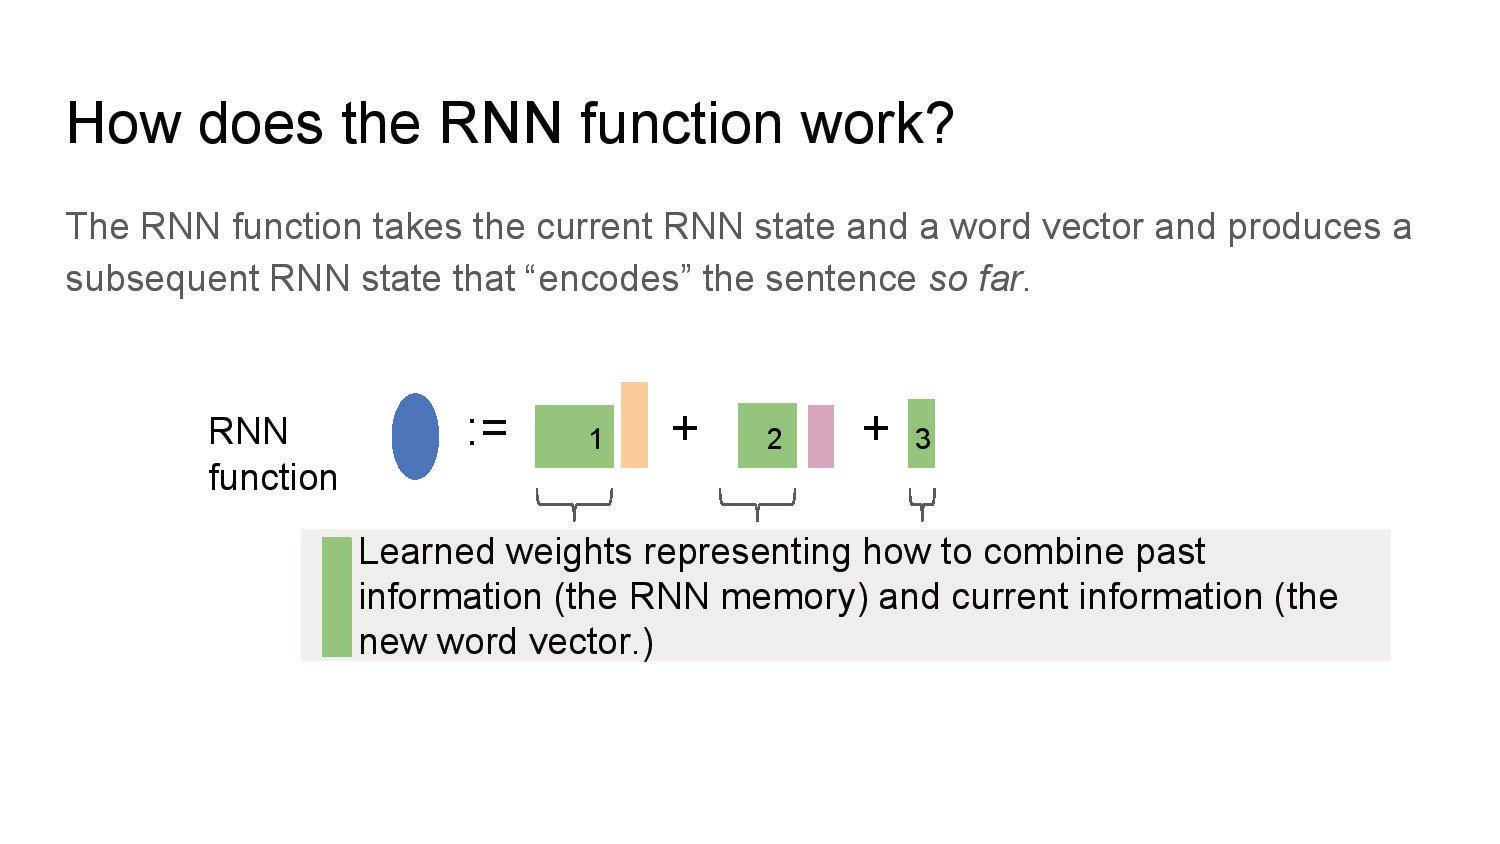 How does the RNN function work?
The RNN function takes the current RNN state and a word vector and produces a
subsequent RNN state that “encodes” the sentence so far.
RNN
function
:= 1 + 2 + 3
Learned weights representing how to combine past
information (the RNN memory) and current information (the
new word vector.)